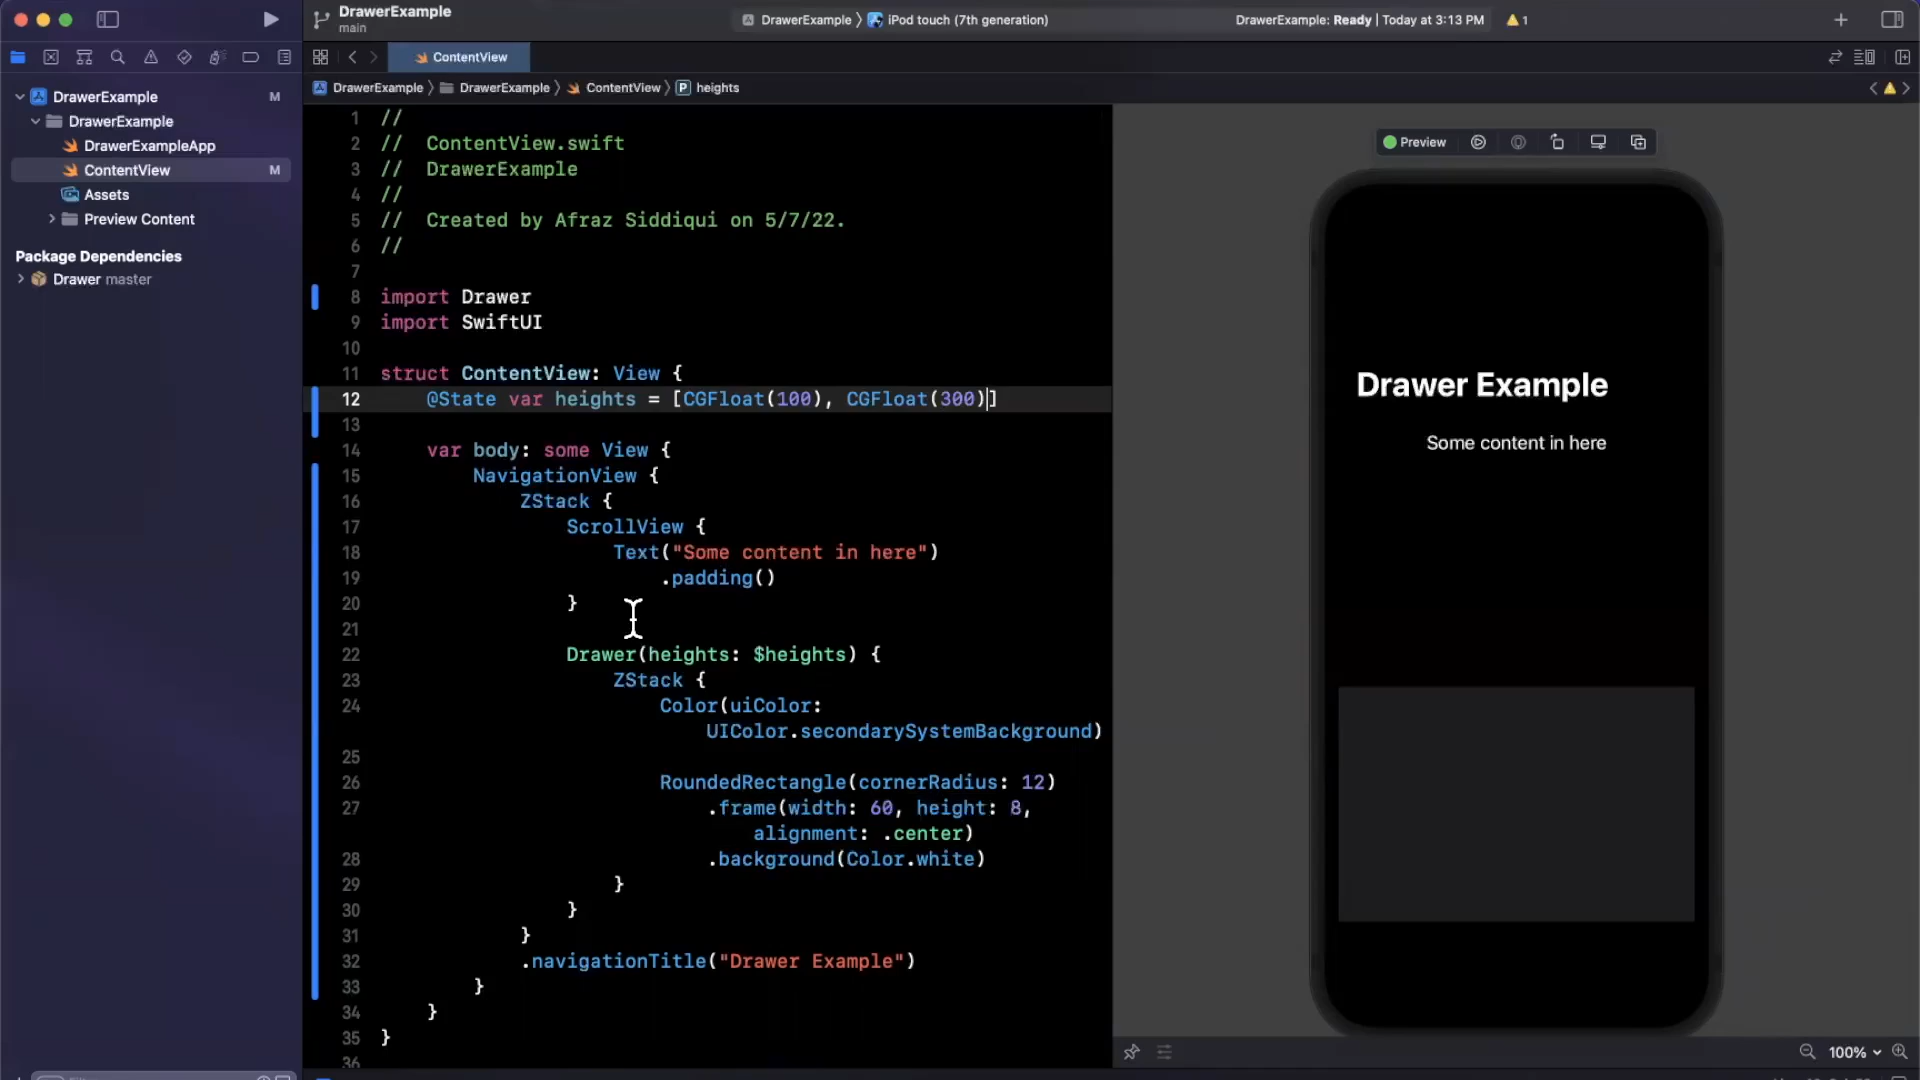 DrawerExample
main
DrawerExample
iPod touch (7th generation)
DrawerExample: Ready | Today at 3:13 PM
1
ContentView
DrawerExample
DrawerExample
ContentView
P
heights
DrawerExample M
DrawerExample
DrawerExampleApp
ContentView M
Assets
Preview Content
Package Dependencies
Drawer master
1 //
2 //  ContentView.swift
3 //  DrawerExample
4 //
5 //  Created by Afraz Siddiqui on 5/7/22.
6 //
7
8 import Drawer
9 import SwiftUI
10
11 struct ContentView: View {
12     @State var heights = [CGFloat(100), CGFloat(300)]
13
14     var body: some View {
15         NavigationView {
16             ZStack {
17                 ScrollView {
18                     Text("Some content in here")
19                         .padding()
20                 }
21
22                 Drawer(heights: $heights) {
23                     ZStack {
24                         Color(uiColor:
                             UIColor.secondarySystemBackground)
25
26                         RoundedRectangle(cornerRadius: 12)
27                             .frame(width: 60, height: 8,
                                 alignment: .center)
28                             .background(Color.white)
29                     }
30                 }
31             }
32             .navigationTitle("Drawer Example")
33         }
34     }
35 }
36
Preview
Drawer Example
Some content in here
100%